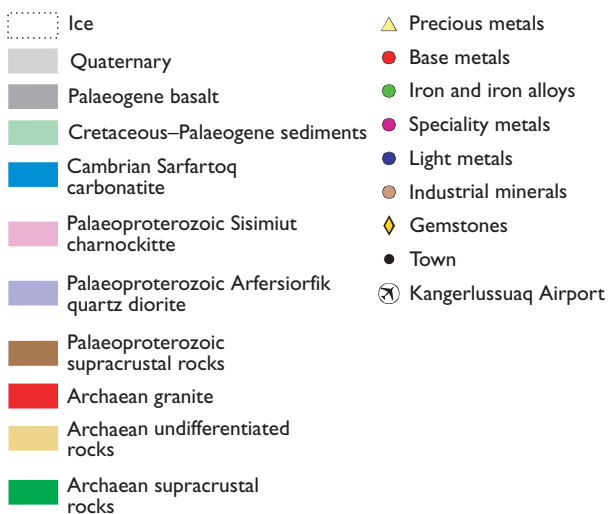 Ice
Quaternary
Palaeogene basalt
Cretaceous–Palaeogene sediments
Cambrian Sarfartoq
carbonatite
Palaeoproterozoic Sisimiut
charnockitte
Palaeoproterozoic Arfersiorfik
quartz diorite
Palaeoproterozoic
supracrustal rocks
Archaean granite
Archaean undifferentiated
rocks
Archaean supracrustal
rocks
Precious metals
Base metals
Iron and iron alloys
Speciality metals
Light metals
Industrial minerals
Gemstones
Town
Kangerlussuaq Airport